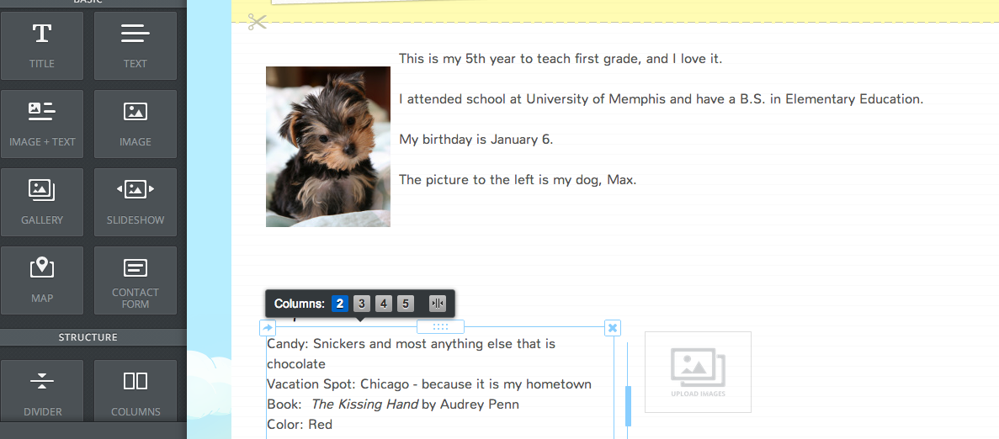 BASIC
TITLE
TEXT
IMAGE + TEXT
IMAGE
GALLERY
SLIDESHOW
MAP
CONTACT
FORM
STRUCTURE
DIVIDER
COLUMNS
This is my 5th year to teach first grade, and I love it.
I attended school at University of Memphis and have a B.S. in Elementary Education.
My birthday is January 6.
The picture to the left is my dog, Max.
Columns: 2 3 4 5
Candy: Snickers and most anything else that is
chocolate
Vacation Spot: Chicago - because it is my hometown
Book: The Kissing Hand by Audrey Penn
Color: Red
UPLOAD IMAGES